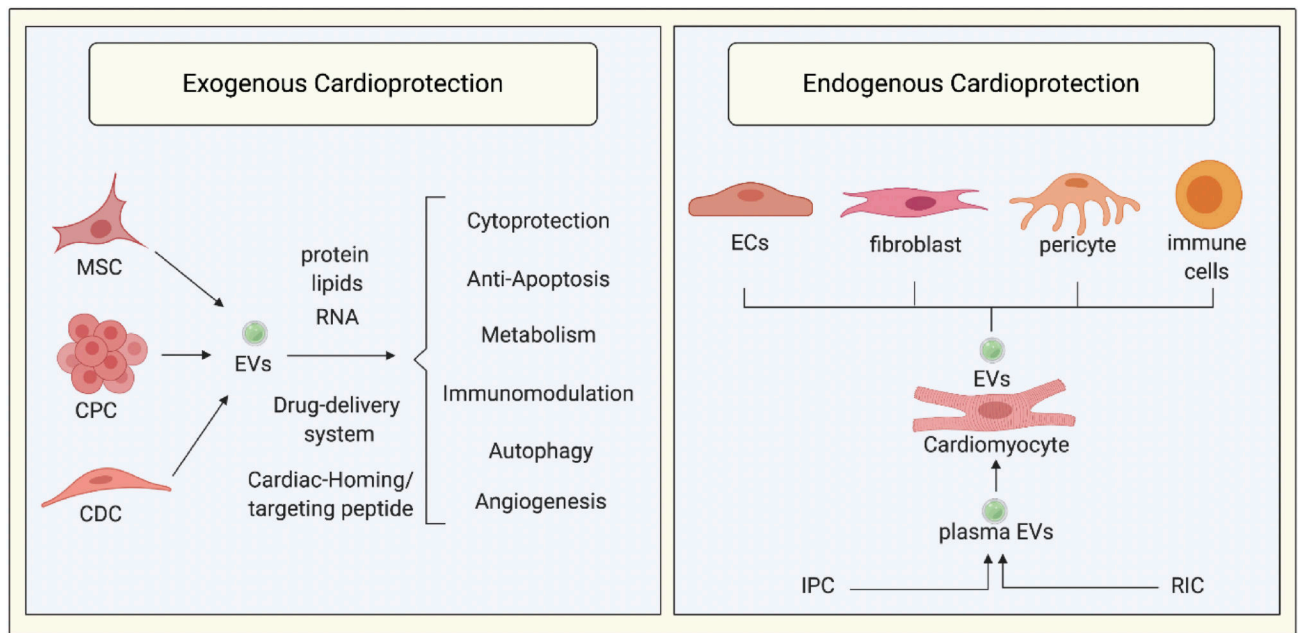 Exogenous Cardioprotection
MSC
CPC
CDC
EVs
protein
lipids
RNA
Drug-delivery
system
Cardiac-Homing/
targeting peptide
Cytoprotection
Anti-Apoptosis
Metabolism
Immunomodulation
Autophagy
Angiogenesis
Endogenous Cardioprotection
ECs
fibroblast
pericyte
immune
cells
EVs
Cardiomyocyte
plasma EVs
IPC
RIC